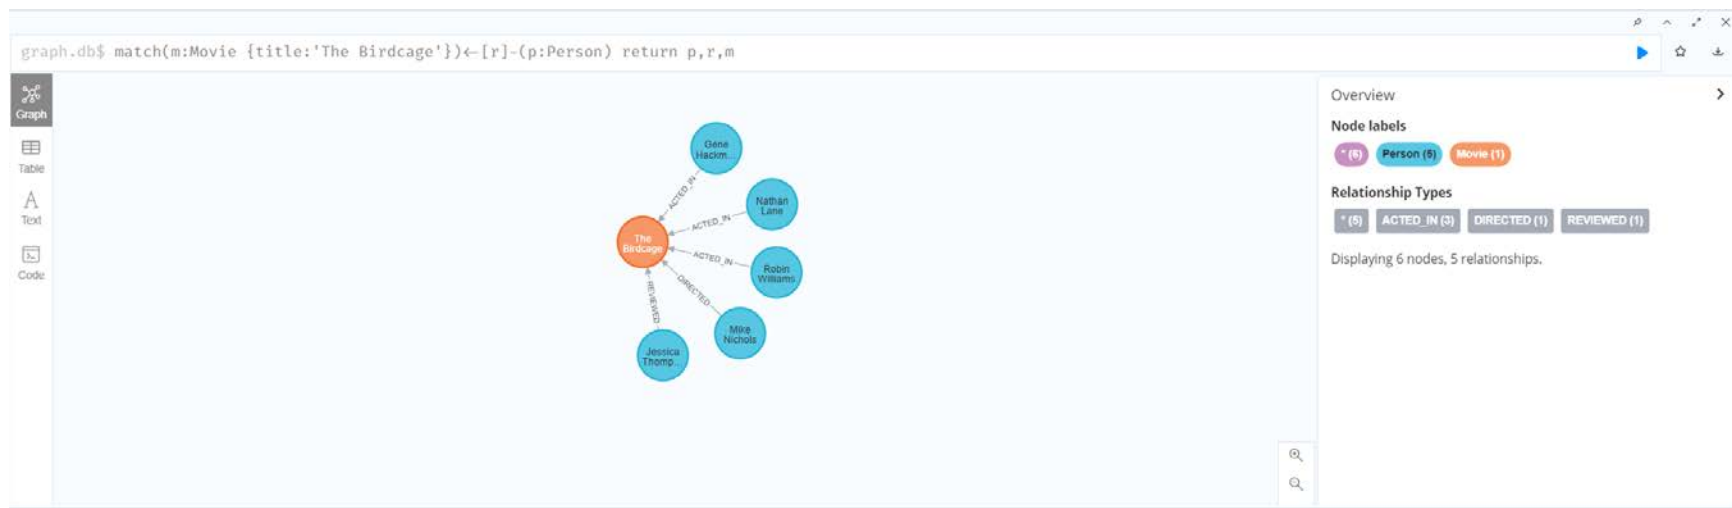 graph.db$ match(m:Movie {title:'The Birdcage'})<-[r]-(p:Person) return p,r,m
Graph
Table
A
Text
Code
Gene
Hackm...
ACTED_IN
Nathan
Lane
ACTED_IN
The
Birdcage
ACTED_IN
Robin
Williams
DIRECTED
Mike
Nichols
REVIEWED
Jessica
Thomp...
Overview
Node labels
*(6) Person (5) Movie (1)
Relationship Types
*(5) ACTED_IN (3) DIRECTED (1) REVIEWED (1)
Displaying 6 nodes, 5 relationships.